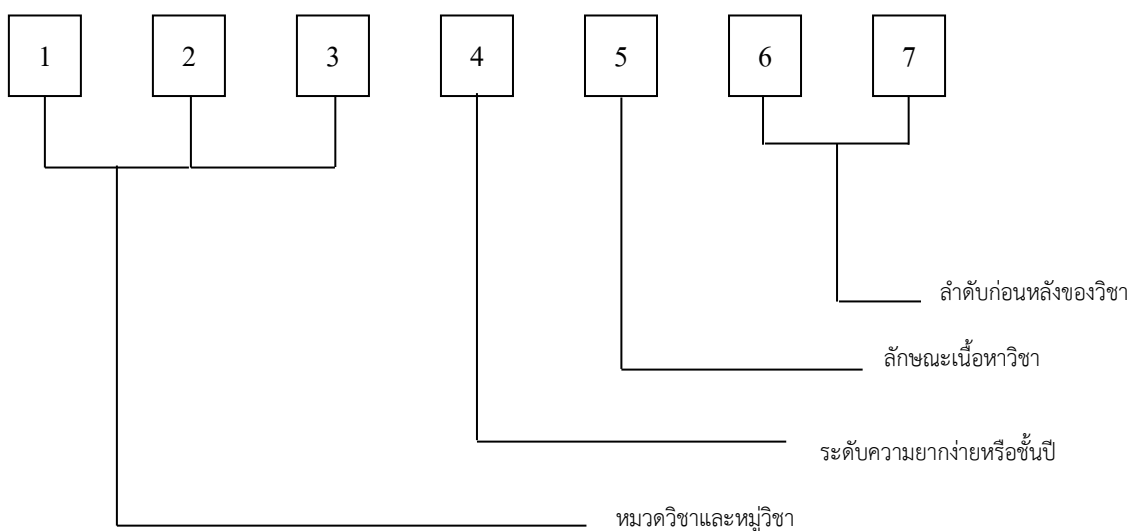 1 2 3 4 5 6 7
ลำดับก่อนหลังของวิชา
ลักษณะเนื้อหาวิชา
ระดับความยากง่ายหรือชั้นปี
หมวดวิชาและหมู่วิชา